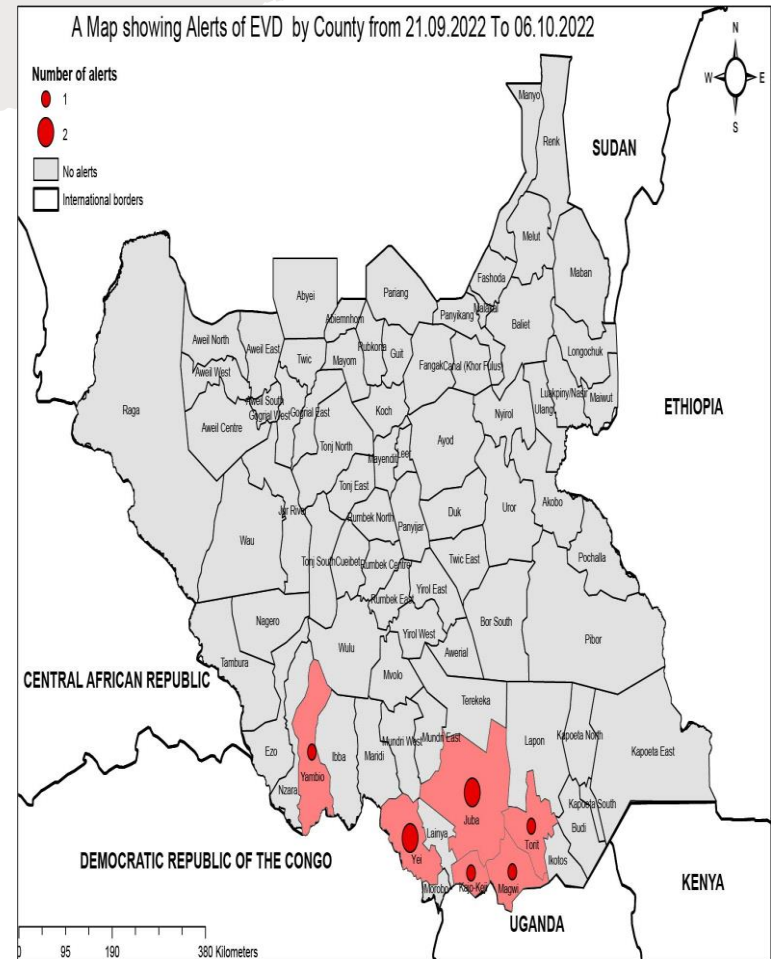 A Map showing Alerts of EVD by County from 21.09.2022 To 06.10.2022
Number of alerts
1
2
No alerts
International borders
N
W E
S
Manyo
Renk
SUDAN
Melut
Maban
Fashoda
Abyei
Pariang
Malakal
Panyikang
Abiemnhom
Baliet
Aweil North
Aweil East
Rubkona
Guit
Longochuk
Twic
Mayom
Fangak
Canal (Khor Fulus)
Aweil West
Luakpiny/Nasir
Maiwut
Raga
Aweil South
Gogrial West
Gogrial East
Koch
Nyirol
Ulang
ETHIOPIA
Aweil Centre
Ayod
Tonj North
Mayendit
Leer
Tonj East
Akobo
Jur River
Rumbek North
Duk
Uror
Wau
Panyijar
Tonj South
Cueibet
Rumbek Centre
Twic East
Pochalla
Yirol East
Rumbek East
Nagero
Bor South
Yirol West
Wulu
Awerial
Pibor
Tambura
Mvolo
CENTRAL AFRICAN REPUBLIC
Terekeka
Mundri West
Mundri East
Lapon
Kapoeta North
Ezo
Ibba
Maridi
Kapoeta East
Yambio
Nzara
Kapoeta South
Juba
Lainya
Budi
Torit
Yei
Ikotos
DEMOCRATIC REPUBLIC OF THE CONGO
Morobo
Kajo-Keji
Magwi
KENYA
UGANDA
0 95 190 380 Kilometers